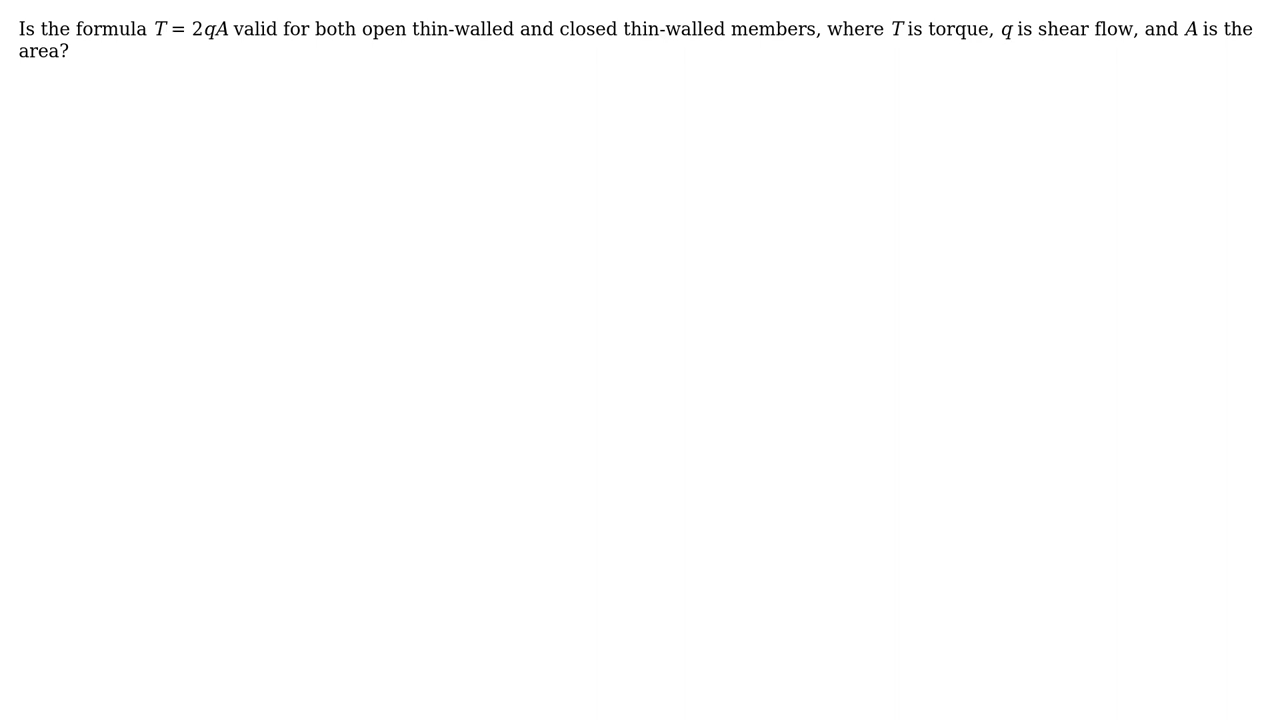 Is the formula T = 2qA valid for both open thin-walled and closed thin-walled members, where T is torque, q is shear flow, and A is the
area?